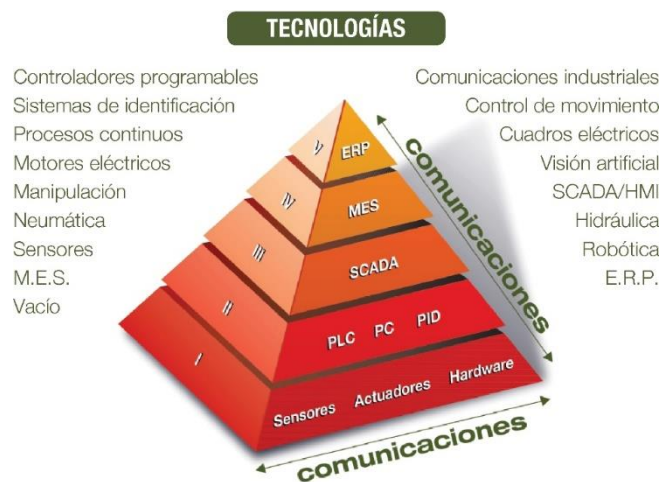 TECNOLOGÍAS
Controladores programables
Sistemas de identificación
Procesos continuos
Motores eléctricos
Manipulación
Neumática
Sensores
M.E.S.
Vacío
Comunicaciones industriales
Control de movimiento
Cuadros eléctricos
Visión artificial
SCADA/HMI
Hidráulica
Robótica
E.R.P.
V
ERP
IV
MES
III
SCADA
II
PLC PC PID
I
Sensores Actuadores Hardware
comunicaciones
comunicaciones